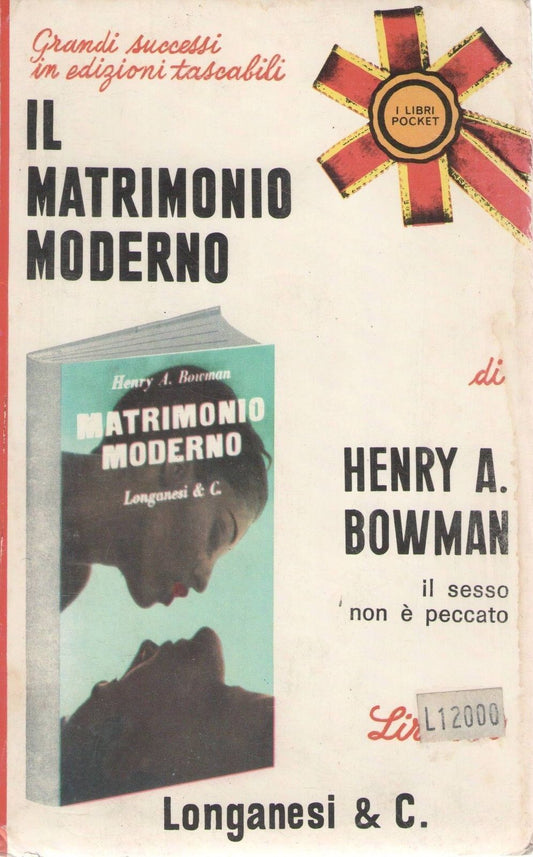 Grandi successi
in edizioni tascabili
I LIBRI
POCKET
IL
MATRIMONIO
MODERNO
Henry A. Bowman
MATRIMONIO
MODERNO
Longanesi & C.
di
HENRY A.
BOWMAN
il sesso
non è peccato
L12000
Longanesi & C.